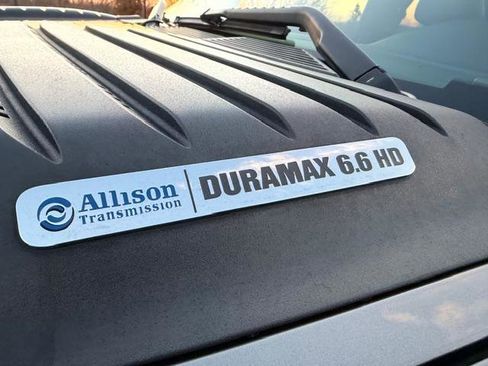 Allison Transmission | DURAMAX 6.6 HD